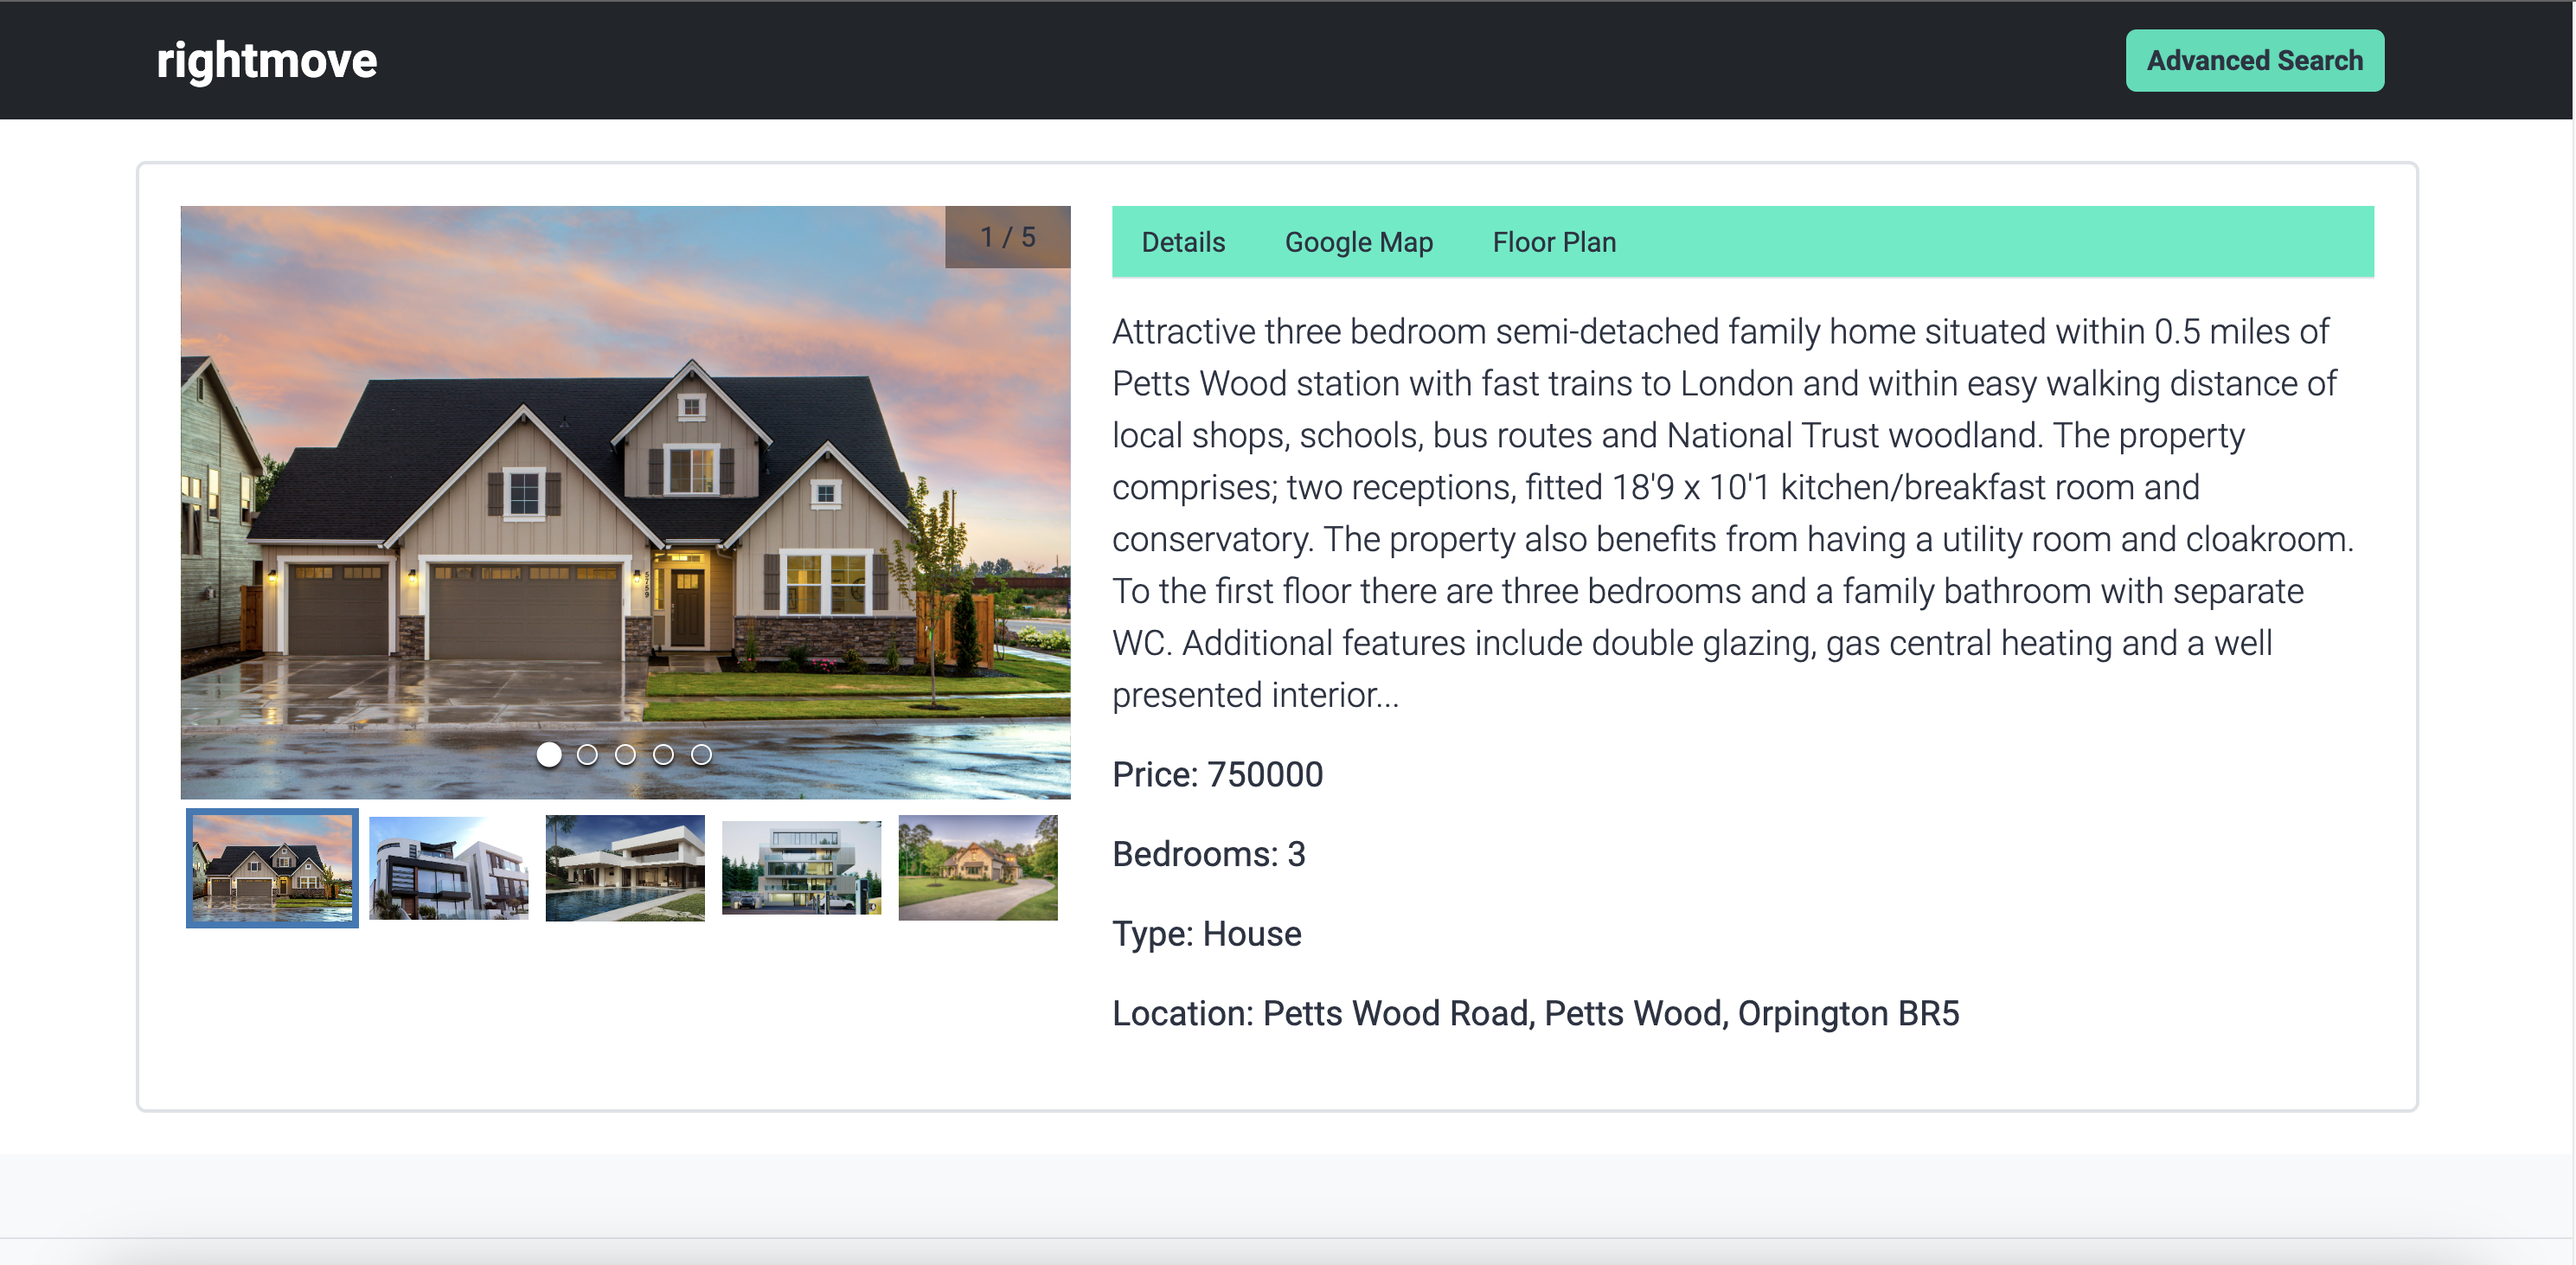 rightmove
Advanced Search
1 / 5
Details
Google Map
Floor Plan
Attractive three bedroom semi-detached family home situated within 0.5 miles of
Petts Wood station with fast trains to London and within easy walking distance of
local shops, schools, bus routes and National Trust woodland. The property
comprises; two receptions, fitted 18'9 x 10'1 kitchen/breakfast room and
conservatory. The property also benefits from having a utility room and cloakroom.
To the first floor there are three bedrooms and a family bathroom with separate
WC. Additional features include double glazing, gas central heating and a well
presented interior...
Price: 750000
Bedrooms: 3
Type: House
Location: Petts Wood Road, Petts Wood, Orpington BR5